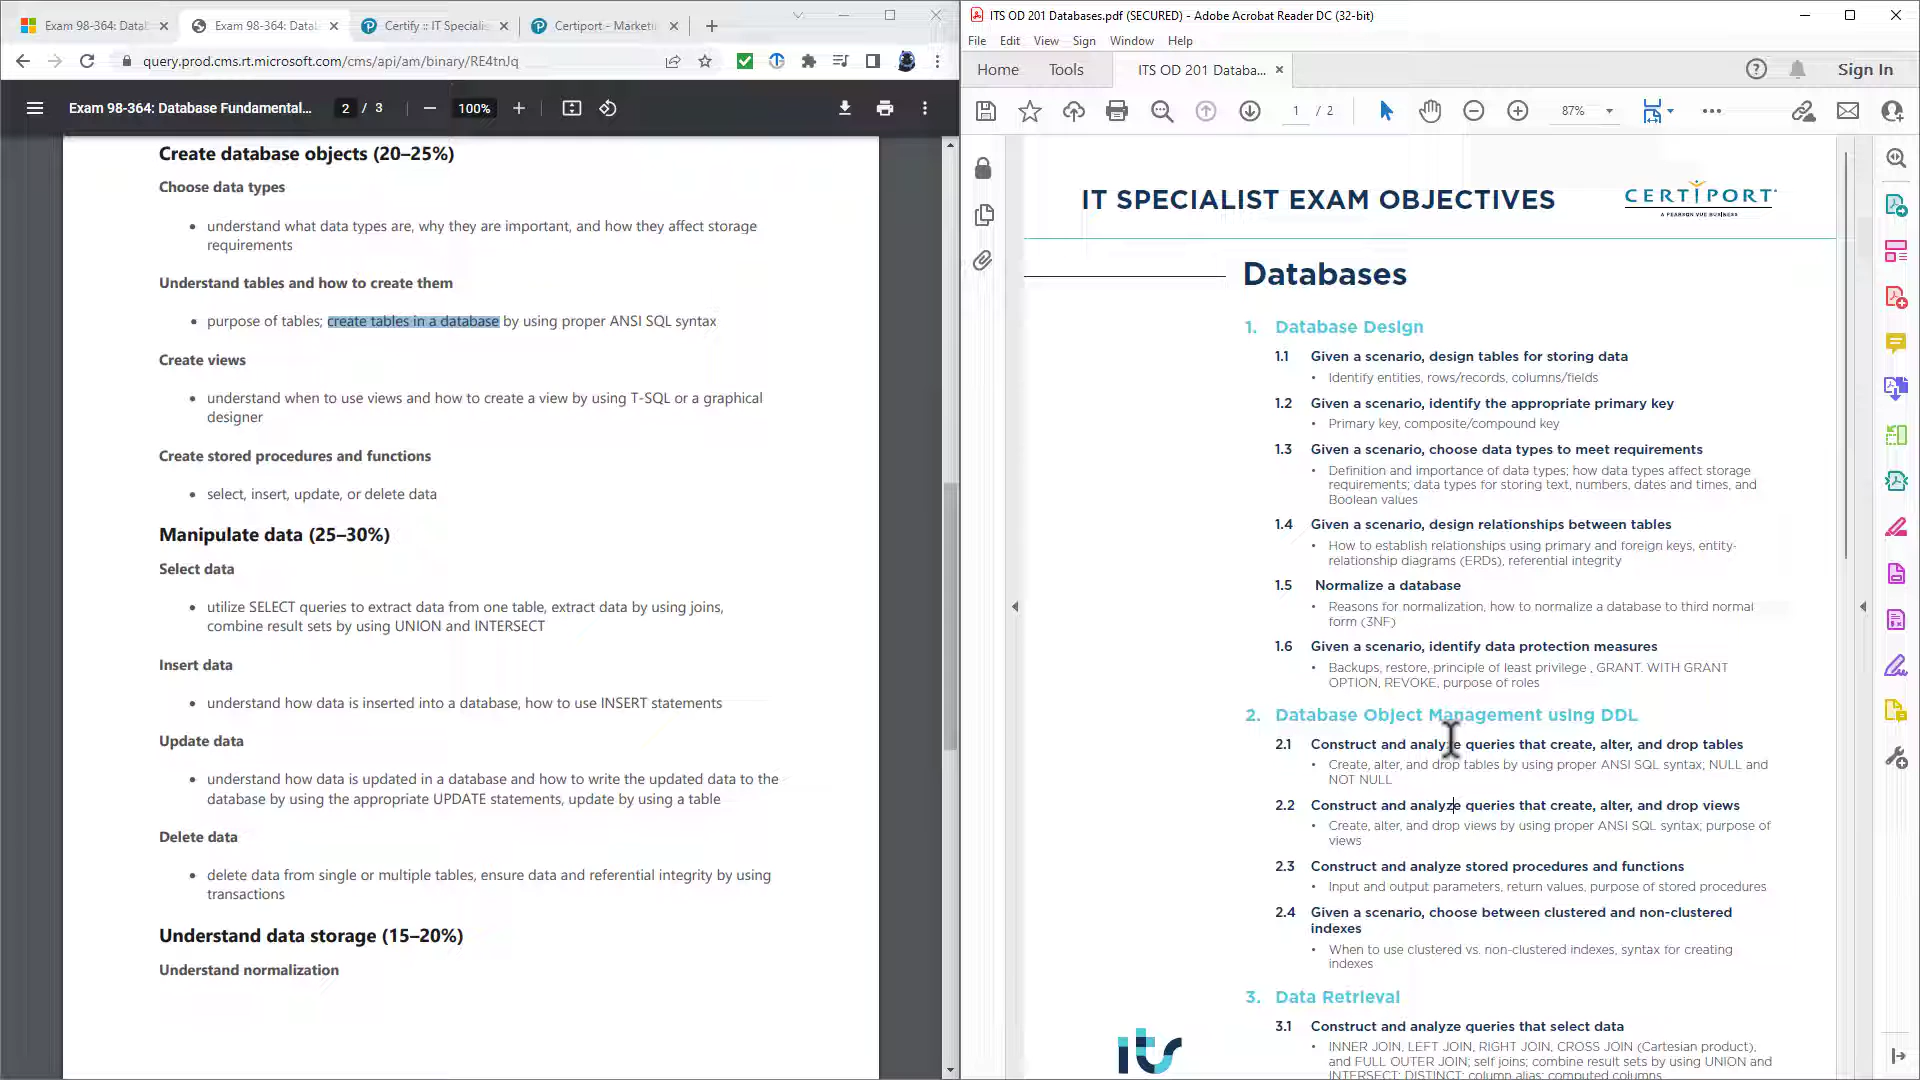 Exam 98-364: Datab
Exam 98-364: Datab
Certify :: IT Specialis
Certiport - Marketi
query.prod.cms.rt.microsoft.com/cms/api/am/binary/RE4tnJq
Exam 98-364: Database Fundamental...
2 / 3
100%
Create database objects (20–25%)
Choose data types
• understand what data types are, why they are important, and how they affect storage
requirements
Understand tables and how to create them
• purpose of tables; create tables in a database by using proper ANSI SQL syntax
Create views
• understand when to use views and how to create a view by using T-SQL or a graphical
designer
Create stored procedures and functions
• select, insert, update, or delete data
Manipulate data (25–30%)
Select data
• utilize SELECT queries to extract data from one table, extract data by using joins,
combine result sets by using UNION and INTERSECT
Insert data
• understand how data is inserted into a database, how to use INSERT statements
Update data
• understand how data is updated in a database and how to write the updated data to the
database by using the appropriate UPDATE statements, update by using a table
Delete data
• delete data from single or multiple tables, ensure data and referential integrity by using
transactions
Understand data storage (15–20%)
Understand normalization
ITS OD 201 Databases.pdf (SECURED) - Adobe Acrobat Reader DC (32-bit)
File Edit View Sign Window Help
Home Tools ITS OD 201 Databa... Sign In
1 / 2
87%
IT SPECIALIST EXAM OBJECTIVES
CERTIPORT
A PEARSON VUE BUSINESS
Databases
1. Database Design
1.1 Given a scenario, design tables for storing data
• Identify entities, rows/records, columns/fields
1.2 Given a scenario, identify the appropriate primary key
• Primary key, composite/compound key
1.3 Given a scenario, choose data types to meet requirements
• Definition and importance of data types; how data types affect storage
requirements; data types for storing text, numbers, dates and times, and
Boolean values
1.4 Given a scenario, design relationships between tables
• How to establish relationships using primary and foreign keys, entity-
relationship diagrams (ERDs), referential integrity
1.5 Normalize a database
• Reasons for normalization, how to normalize a database to third normal
form (3NF)
1.6 Given a scenario, identify data protection measures
• Backups, restore, principle of least privilege , GRANT. WITH GRANT
OPTION, REVOKE, purpose of roles
2. Database Object Management using DDL
2.1 Construct and analyze queries that create, alter, and drop tables
• Create, alter, and drop tables by using proper ANSI SQL syntax; NULL and
NOT NULL
2.2 Construct and analyze queries that create, alter, and drop views
• Create, alter, and drop views by using proper ANSI SQL syntax; purpose of
views
2.3 Construct and analyze stored procedures and functions
• Input and output parameters, return values, purpose of stored procedures
2.4 Given a scenario, choose between clustered and non-clustered
indexes
• When to use clustered vs. non-clustered indexes, syntax for creating
indexes
3. Data Retrieval
3.1 Construct and analyze queries that select data
• INNER JOIN, LEFT JOIN, RIGHT JOIN, CROSS JOIN (Cartesian product),
and FULL OUTER JOIN; self joins; combine result sets by using UNION and
INTERSECT; DISTINCT; column alias; computed columns
its